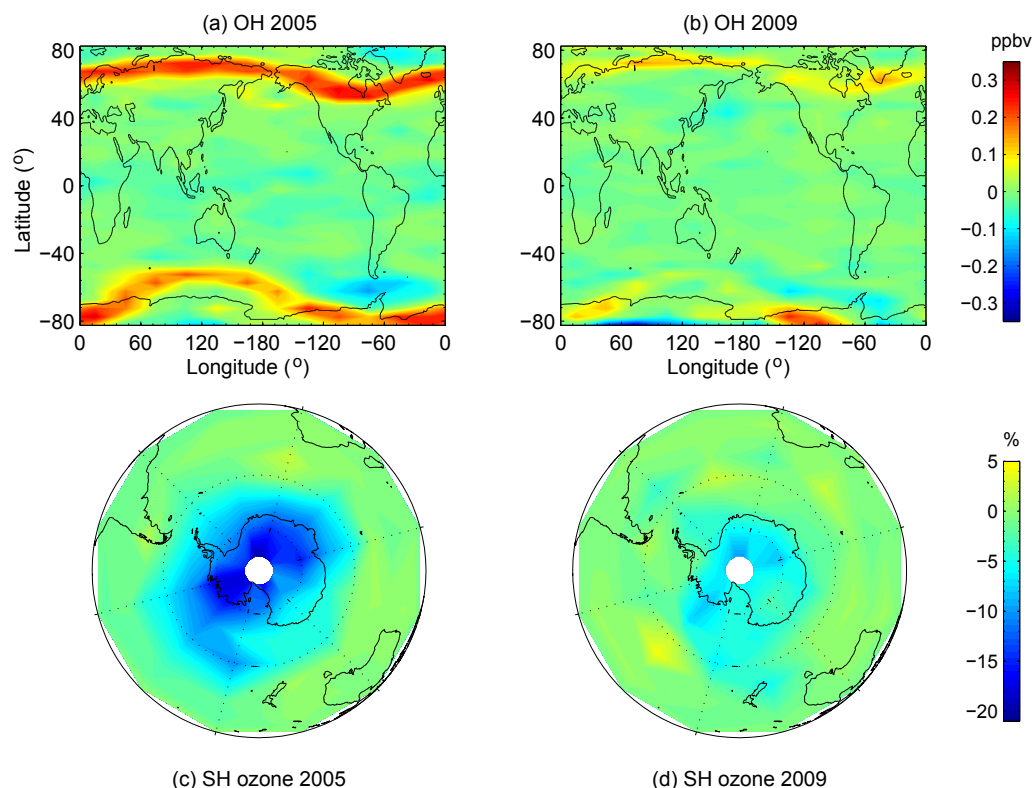 (a) OH 2005
(b) OH 2009
ppbv
80
40
0
−40
−80
Latitude (°)
0 60 120 −180 −120 −60 0
Longitude (°)
80
40
0
−40
−80
0 60 120 −180 −120 −60 0
Longitude (°)
0.3
0.2
0.1
0
−0.1
−0.2
−0.3
%
5
0
−5
−10
−15
−20
(c) SH ozone 2005
(d) SH ozone 2009